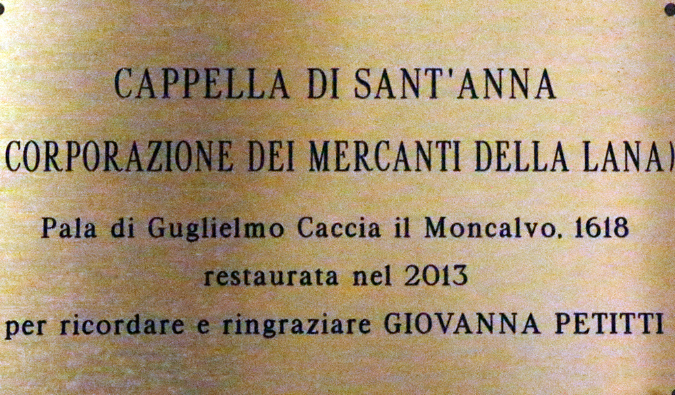 CAPPELLA DI SANT'ANNA
CORPORAZIONE DEI MERCANTI DELLA LANA)
Pala di Guglielmo Caccia il Moncalvo, 1618
restaurata nel 2013
per ricordare e ringraziare GIOVANNA PETITTI